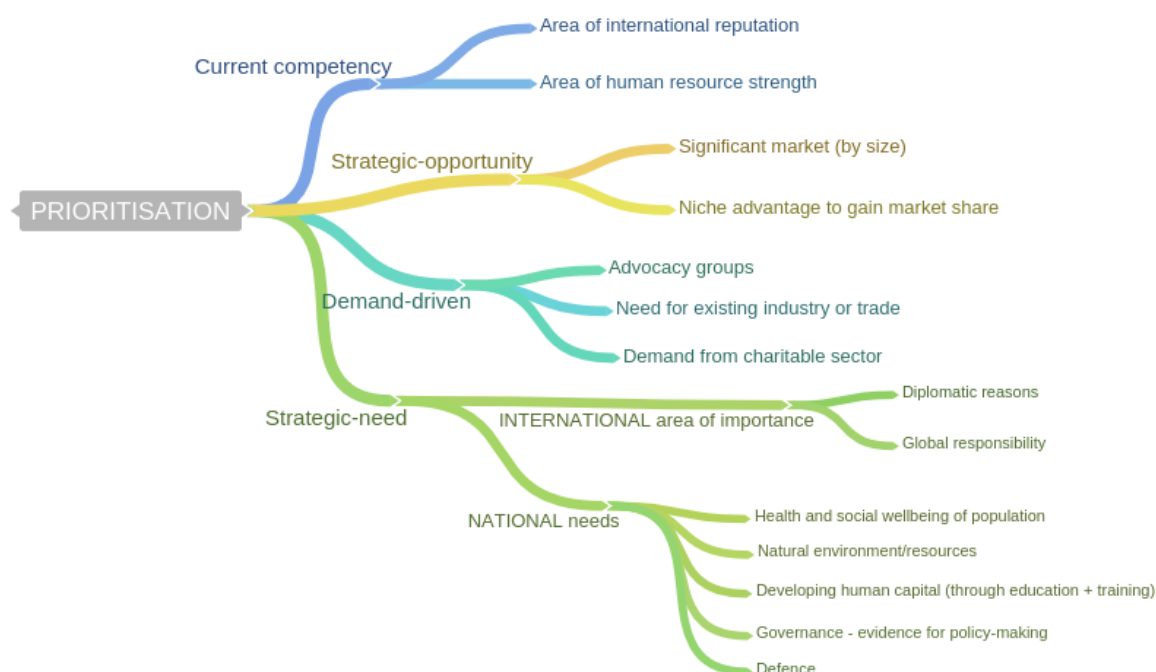 PRIORITISATION
Current competency
Area of international reputation
Area of human resource strength
Strategic-opportunity
Significant market (by size)
Niche advantage to gain market share
Demand-driven
Advocacy groups
Need for existing industry or trade
Demand from charitable sector
Strategic-need
INTERNATIONAL area of importance
Diplomatic reasons
Global responsibility
NATIONAL needs
Health and social wellbeing of population
Natural environment/resources
Developing human capital (through education + training)
Governance - evidence for policy-making
Defence